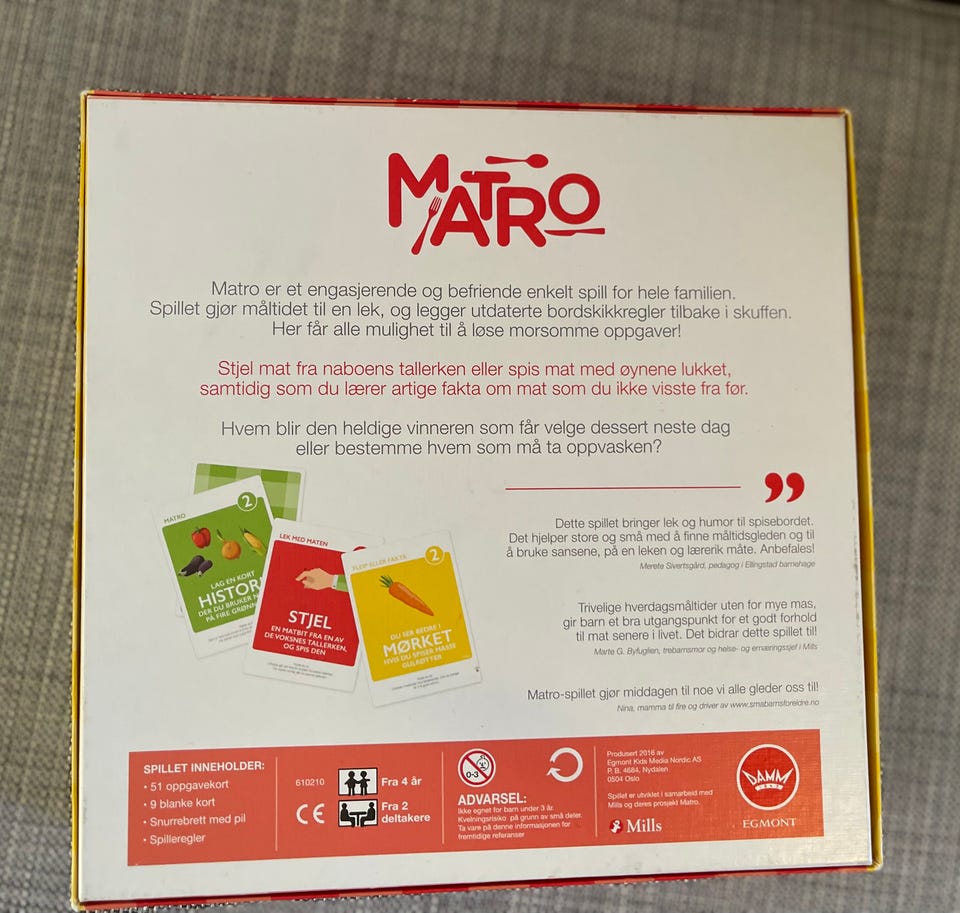 MATRO
Matro er et engasjerende og befriende enkelt spill for hele familien.
Spillet gjør måltidet til en lek, og legger utdaterte bordskikkregler tilbake i skuffen.
Her får alle mulighet til å løse morsomme oppgaver!
Stjel mat fra naboens tallerken eller spis mat med øynene lukket,
samtidig som du lærer artige fakta om mat som du ikke visste fra før.
Hvem blir den heldige vinneren som får velge dessert neste dag
eller bestemme hvem som må ta oppvasken?
MATRO
2
LAG EN KORT
HISTOR
DER DU BRUKER
PÅ FIRE GRØNN
LEK MED MATEN
STJEL
EN MATBIT FRA EN AV
DE VOKSNES TALLERKEN,
OG SPIS DEN
FLEIP ELLER FAKTA
2
DU SER BEDRE I
MØRKET
HVIS DU SPISER MASSE
GULRØTTER
”
Dette spillet bringer lek og humor til spisebordet.
Det hjelper store og små med å finne måltidsgleden og til
å bruke sansene, på en leken og lærerik måte. Anbefales!
Merete Sivertsgård, pedagog i Ellingstad barnehage
Trivelige hverdagsmåltider uten for mye mas,
gir barn et bra utgangspunkt for et godt forhold
til mat senere i livet. Det bidrar dette spillet til!
Marte G. Byfuglien, trebarnsmor og helse- og ernæringssjef i Mills
Matro-spillet gjør middagen til noe vi alle gleder oss til!
Nina, mamma til fire og driver av www.smabarnsforeldre.no
SPILLET INNEHOLDER:
• 51 oppgavekort
• 9 blanke kort
• Snurrebrett med pil
• Spilleregler
610210
CE
Fra 4 år
Fra 2
deltakere
0-3
ADVARSEL:
Ikke egnet for barn under 3 år.
Kvelningsrisiko på grunn av små deler.
Ta vare på denne informasjonen for
fremtidige referanser
Produsert 2016 av
Egmont Kids Media Nordic AS
P. B. 4684, Nydalen
0504 Oslo
Spillet er utviklet i samarbeid med
Mills og deres prosjekt Matro.
Mills
DAMM
EGMONT